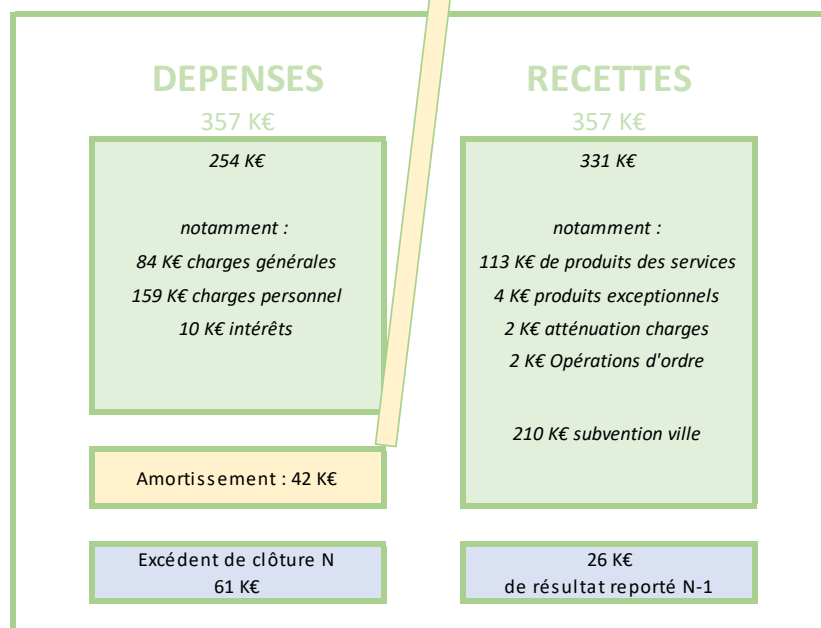 DEPENSES
357 K€
254 K€
notamment :
84 K€ charges générales
159 K€ charges personnel
10 K€ intérêts
Amortissement : 42 K€
Excédent de clôture N
61 K€
RECETTES
357 K€
331 K€
notamment :
113 K€ de produits des services
4 K€ produits exceptionnels
2 K€ atténuation charges
2 K€ Opérations d'ordre
210 K€ subvention ville
26 K€
de résultat reporté N-1